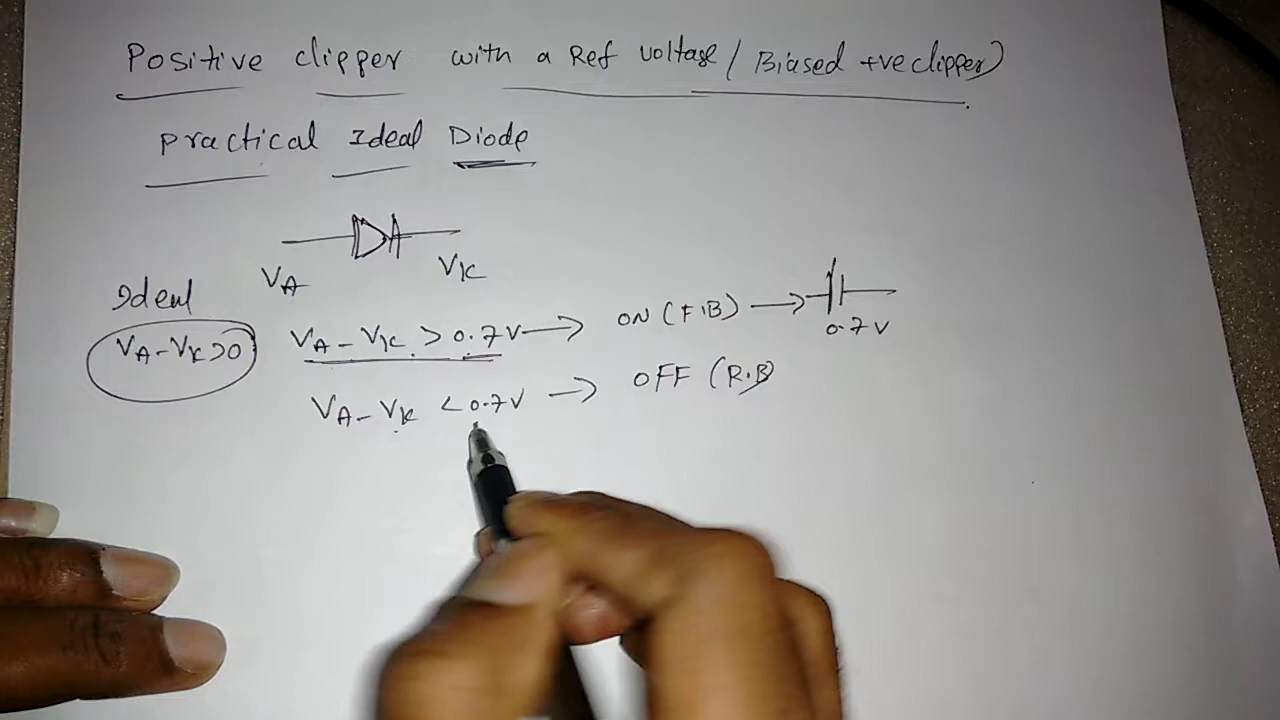 Positive clipper with a Ref voltage / Biased +ve clipper)
Practical Ideal Diode
VA VK
Ideal
VA - VK > 0
VA - VK > 0.7V → ON (F.B) → 0.7V
VA - VK < 0.7V → OFF (R.B)